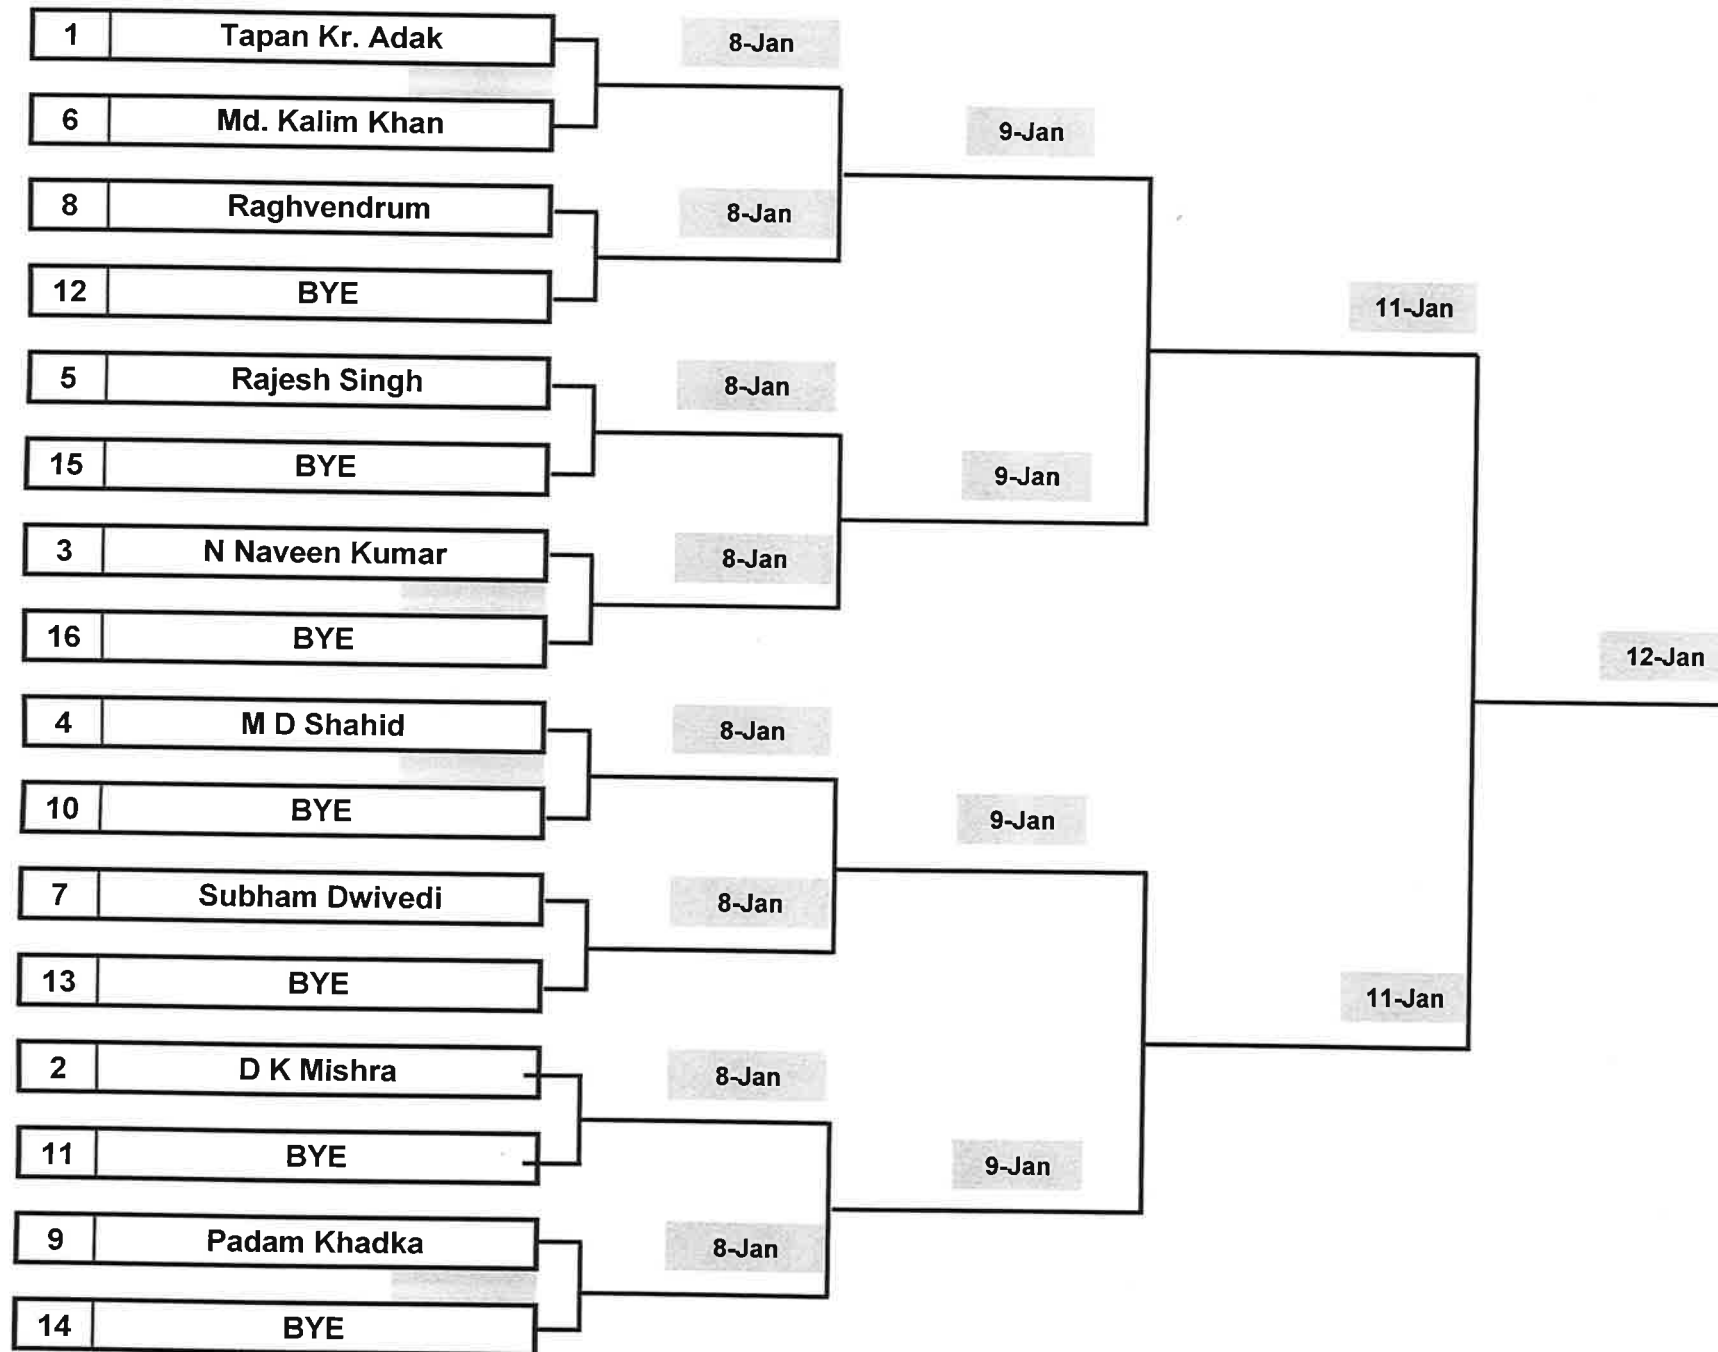 1 Tapan Kr. Adak
8-Jan
6 Md. Kalim Khan
9-Jan
8 Raghvendrum
8-Jan
12 BYE
11-Jan
5 Rajesh Singh
8-Jan
15 BYE
9-Jan
3 N Naveen Kumar
8-Jan
16 BYE
12-Jan
4 M D Shahid
8-Jan
10 BYE
9-Jan
7 Subham Dwivedi
8-Jan
13 BYE
11-Jan
2 D K Mishra
8-Jan
11 BYE
9-Jan
9 Padam Khadka
8-Jan
14 BYE